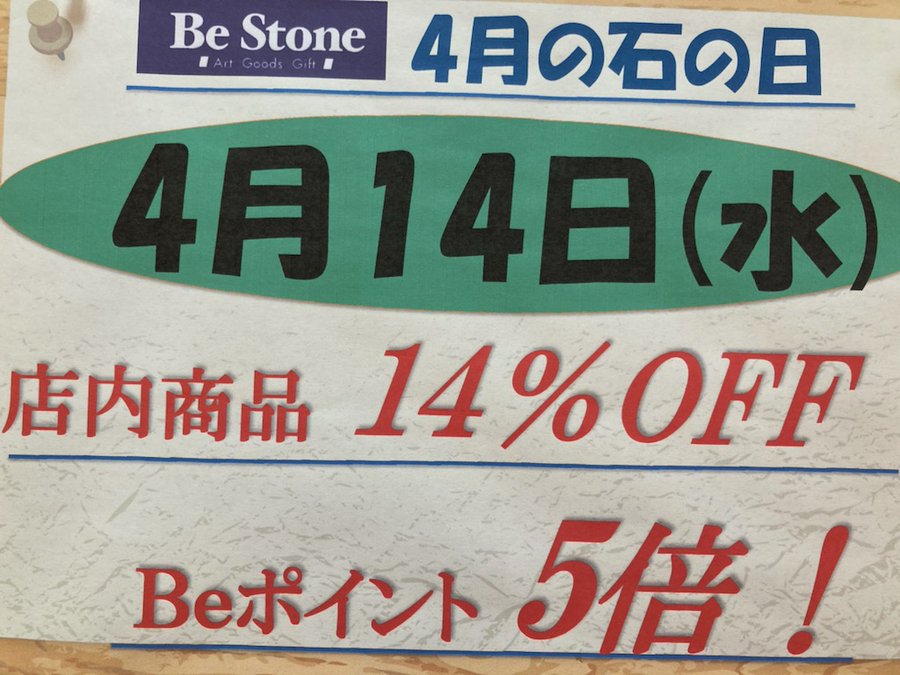 Be Stone
Art Goods Gift
4月の石の日
4月14日(水)
店内商品 14%OFF
Beポイント 5倍!